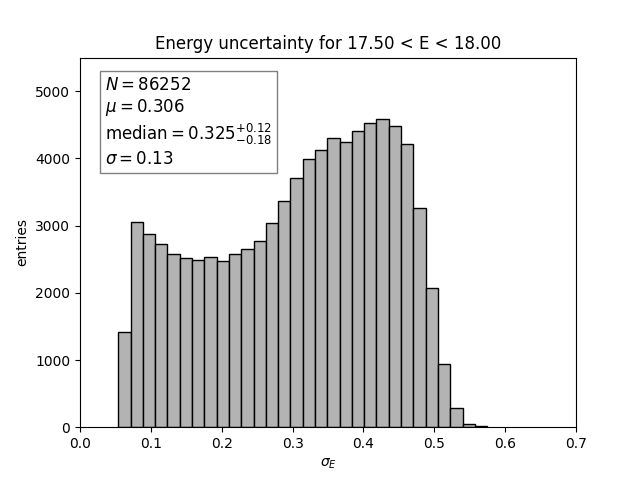 Energy uncertainty for 17.50 < E < 18.00
N = 86252
μ = 0.306
median = 0.325 +0.12 −0.18
σ = 0.13
5000
4000
3000
2000
1000
0
entries
0.0 0.1 0.2 0.3 0.4 0.5 0.6 0.7
σE